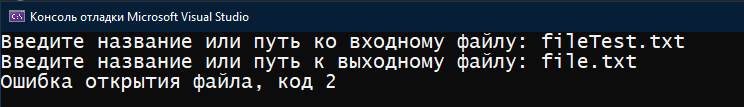 Консоль отладки Microsoft Visual Studio
Введите название или путь ко входному файлу: fileTest.txt
Введите название или путь к выходному файлу: file.txt
Ошибка открытия файла, код 2